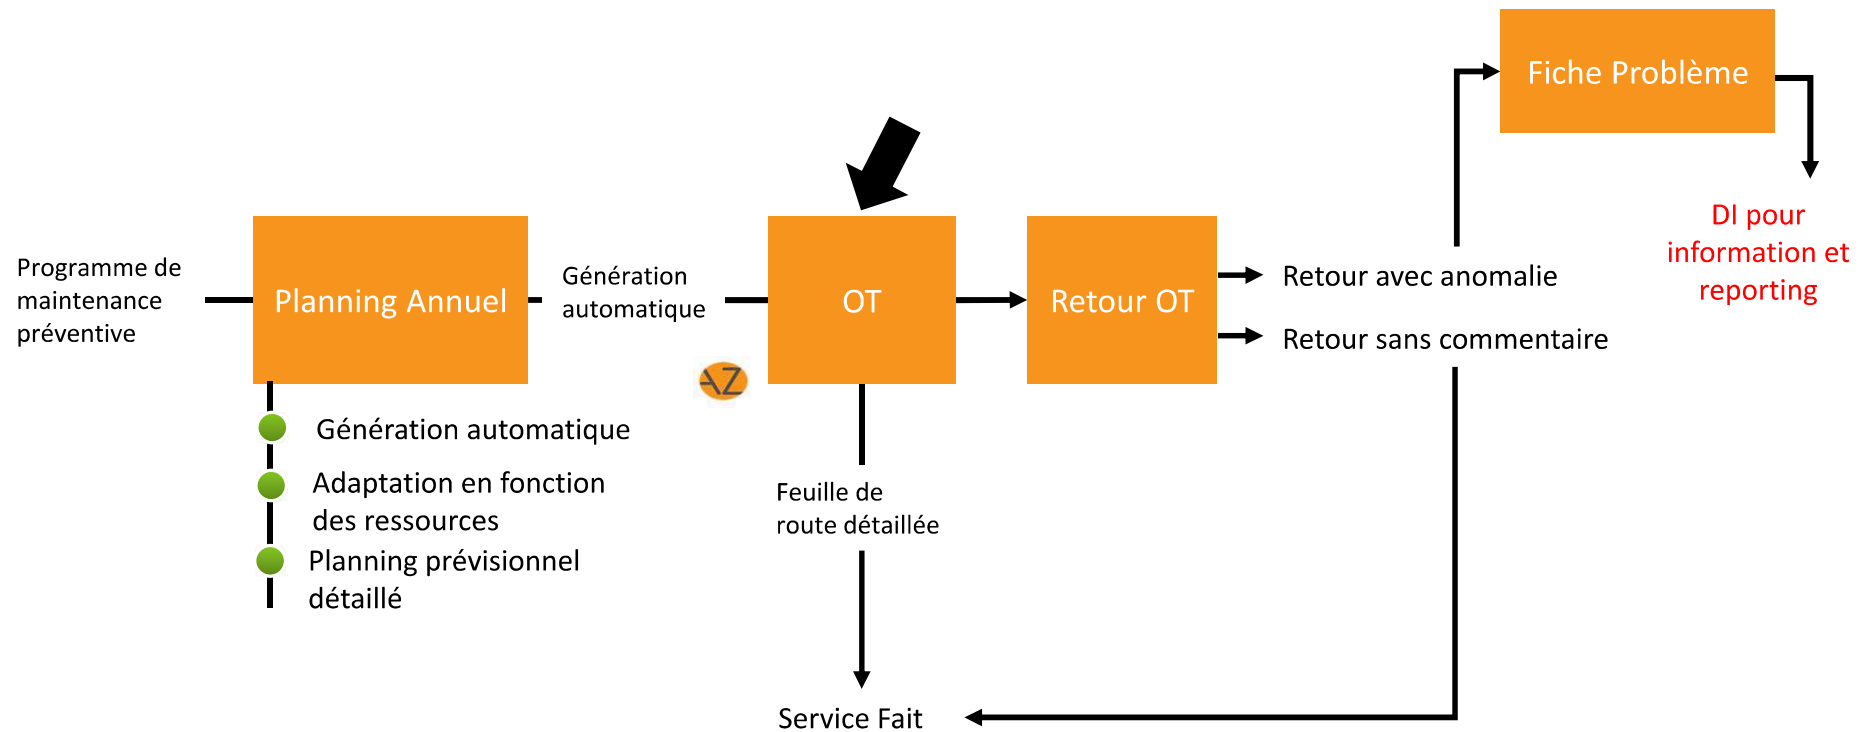 Fiche Problème
DI pour
information et
reporting
Programme de
maintenance
préventive
Planning Annuel
Génération
automatique
OT
Retour OT
Retour avec anomalie
Retour sans commentaire
AZ
Génération automatique
Adaptation en fonction
des ressources
Planning prévisionnel
détaillé
Feuille de
route détaillée
Service Fait